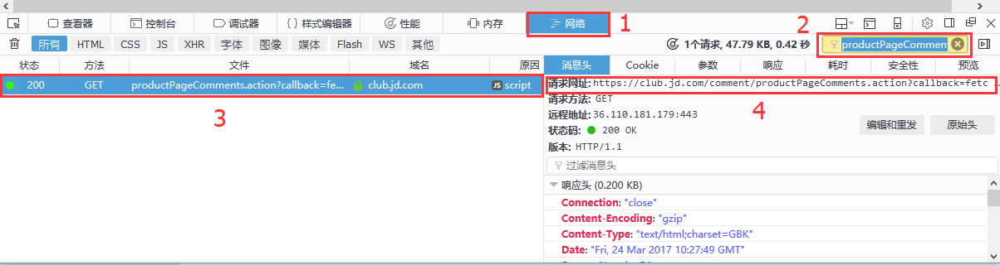 查看器 控制台 调试器 样式编辑器 性能 内存 网络 1 2
所有 HTML CSS JS XHR 字体 图像 媒体 Flash WS 其他 1个请求, 47.79 KB, 0.42 秒 productPageComment
状态 方法 文件 域名 原因 消息头 Cookie 参数 响应 耗时 安全性 预览
200 GET productPageComments.action?callback=fe... club.jd.com JS script 请求网址: https://club.jd.com/comment/productPageComments.action?callback=fetc...
3 请求方法: GET 4
远程地址: 36.110.181.179:443
状态码: 200 OK 编辑和重发 原始头
版本: HTTP/1.1
过滤消息头
响应头 (0.200 KB)
Connection: "close"
Content-Encoding: "gzip"
Content-Type: "text/html;charset=GBK"
Date: "Fri, 24 Mar 2017 10:27:49 GMT"